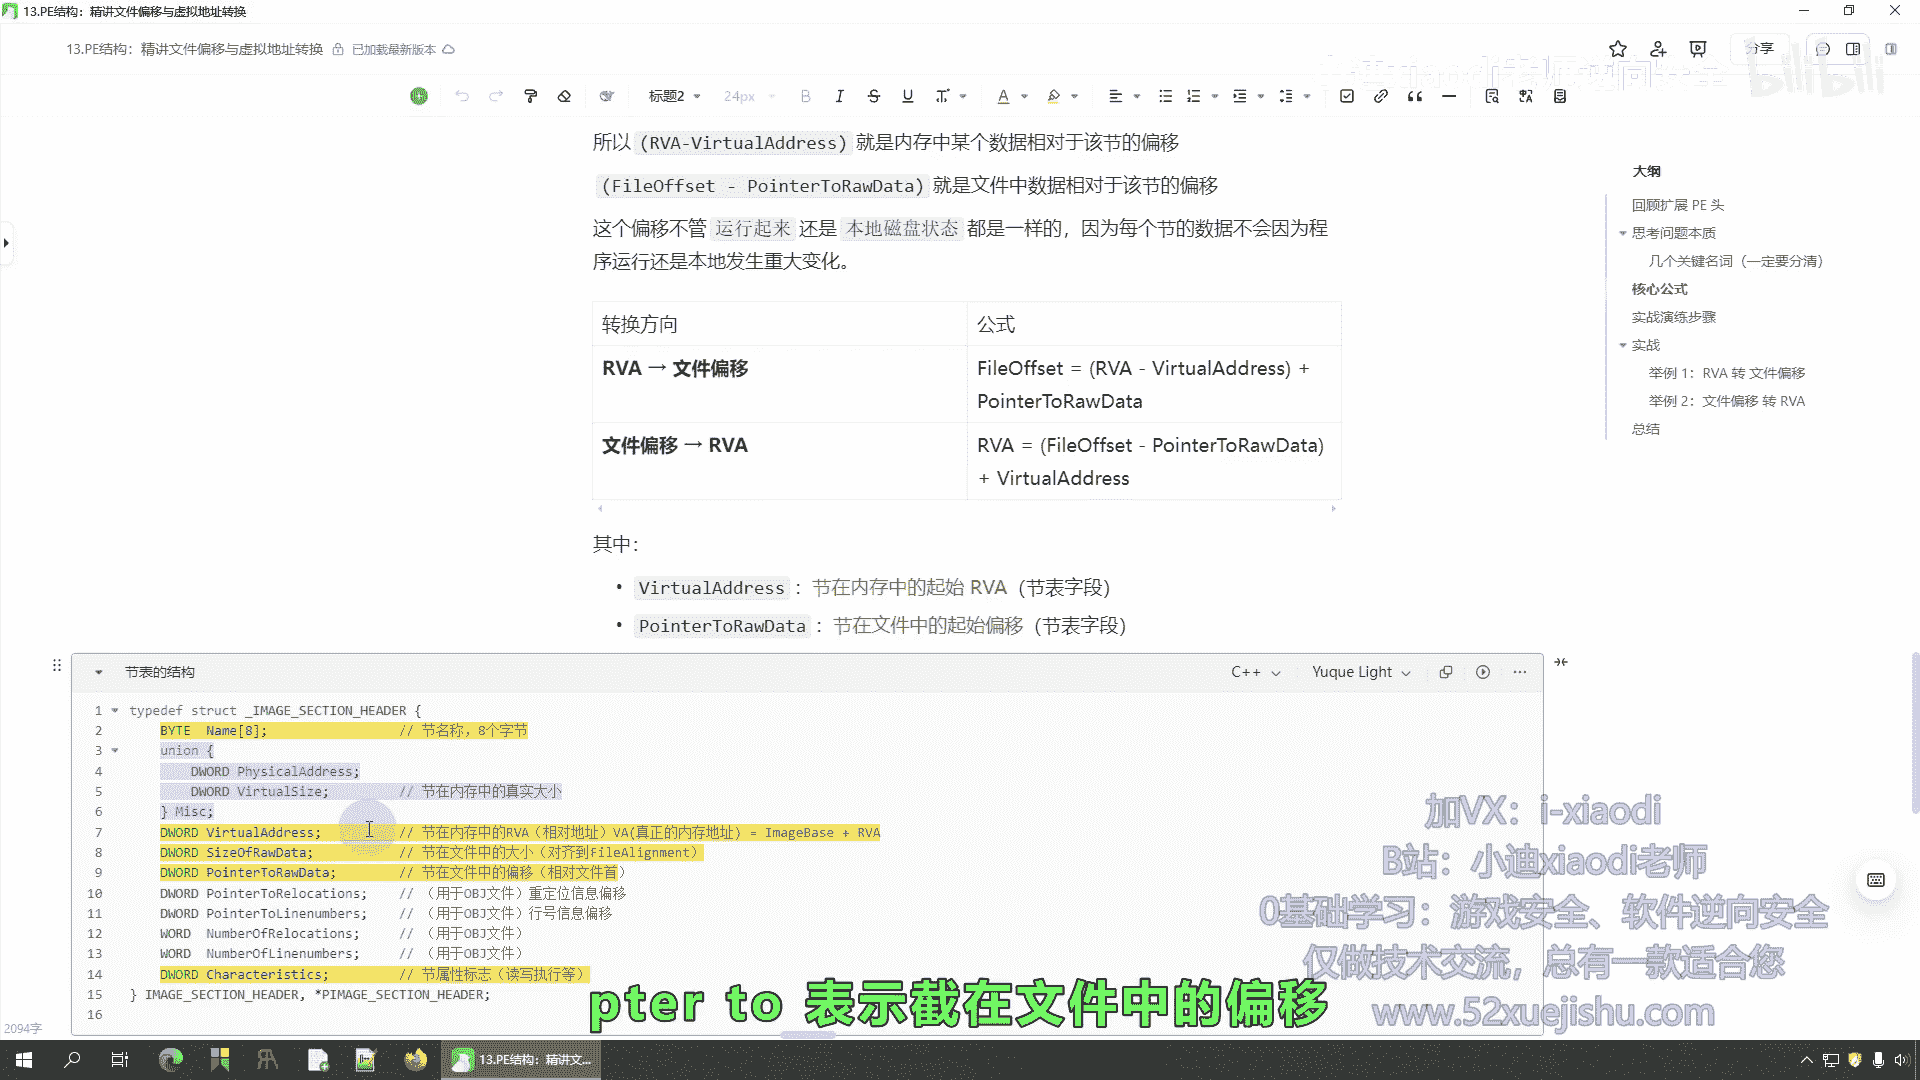 13.PE结构：精讲文件偏移与虚拟地址转换
13.PE结构：精讲文件偏移与虚拟地址转换 已加载最新版本
分享
bilibili
标题2 24px
所以 (RVA-VirtualAddress) 就是内存中某个数据相对于该节的偏移
(FileOffset - PointerToRawData) 就是文件中数据相对于该节的偏移
这个偏移不管 运行起来 还是 本地磁盘状态 都是一样的，因为每个节的数据不会因为程
序运行还是本地发生重大变化。
转换方向 公式
RVA → 文件偏移 FileOffset = (RVA - VirtualAddress) +
PointerToRawData
文件偏移 → RVA RVA = (FileOffset - PointerToRawData)
+ VirtualAddress
其中：
• VirtualAddress ：节在内存中的起始 RVA（节表字段）
• PointerToRawData ：节在文件中的起始偏移（节表字段）
大纲
回顾扩展 PE 头
思考问题本质
几个关键名词（一定要分清）
核心公式
实战演练步骤
实战
举例 1：RVA 转 文件偏移
举例 2：文件偏移 转 RVA
总结
节表的结构 C++ Yuque Light
1 typedef struct _IMAGE_SECTION_HEADER {
2 BYTE Name[8]; // 节名称，8个字节
3 union {
4 DWORD PhysicalAddress;
5 DWORD VirtualSize; // 节在内存中的真实大小
6 } Misc;
7 DWORD VirtualAddress; // 节在内存中的RVA（相对地址）VA(真正的内存地址) = ImageBase + RVA
8 DWORD SizeOfRawData; // 节在文件中的大小（对齐到FileAlignment）
9 DWORD PointerToRawData; // 节在文件中的偏移（相对文件首）
10 DWORD PointerToRelocations; // （用于OBJ文件）重定位信息偏移
11 DWORD PointerToLinenumbers; // （用于OBJ文件）行号信息偏移
12 WORD NumberOfRelocations; // （用于OBJ文件）
13 WORD NumberOfLinenumbers; // （用于OBJ文件）
14 DWORD Characteristics; // 节属性标志（读写执行等）
15 } IMAGE_SECTION_HEADER, *PIMAGE_SECTION_HEADER;
16
2094字
加VX：i-xiaodi
B站：小迪xiaodi老师
0基础学习：游戏安全、软件逆向安全
仅做技术交流，总有一款适合您
www.52xuejishu.com
pter to 表示截在文件中的偏移
13.PE结构：精讲文...